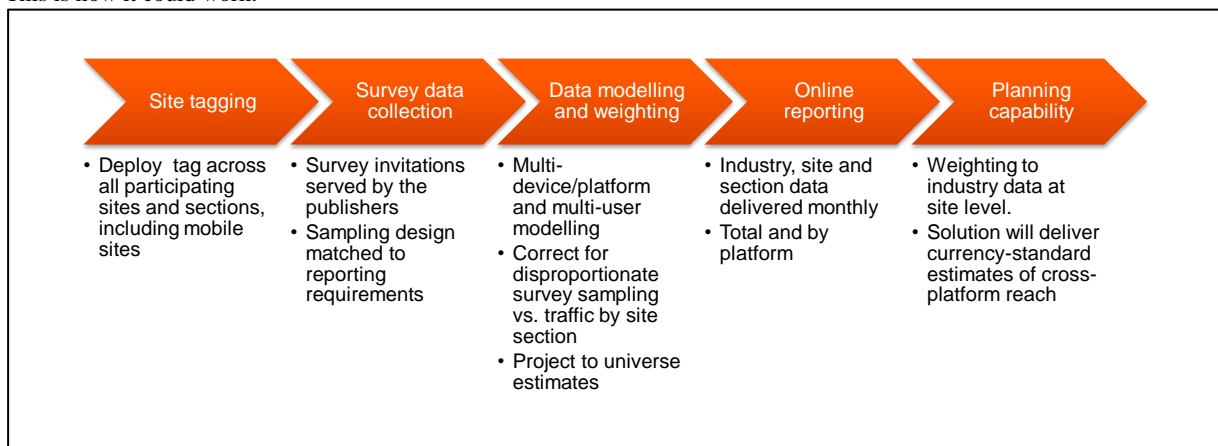 This is how it could work.
Site tagging
• Deploy tag across
all participating
sites and sections,
including mobile
sites
Survey data
collection
• Survey invitations
served by the
publishers
• Sampling design
matched to
reporting
requirements
Data modelling
and weighting
• Multi-
device/platform
and multi-user
modelling
• Correct for
disproportionate
survey sampling
vs. traffic by site
section
• Project to universe
estimates
Online
reporting
• Industry, site and
section data
delivered monthly
• Total and by
platform
Planning
capability
• Weighting to
industry data at
site level.
• Solution will deliver
currency-standard
estimates of cross-
platform reach